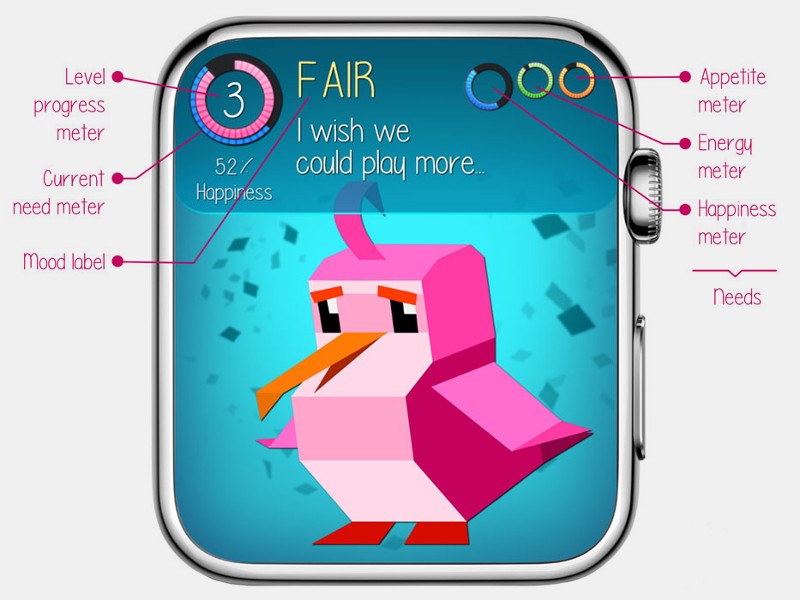 Level
progress
meter
Current
need meter
Mood label
3
52%
Happiness
FAIR
I wish we
could play more...
Appetite
meter
Energy
meter
Happiness
meter
Needs